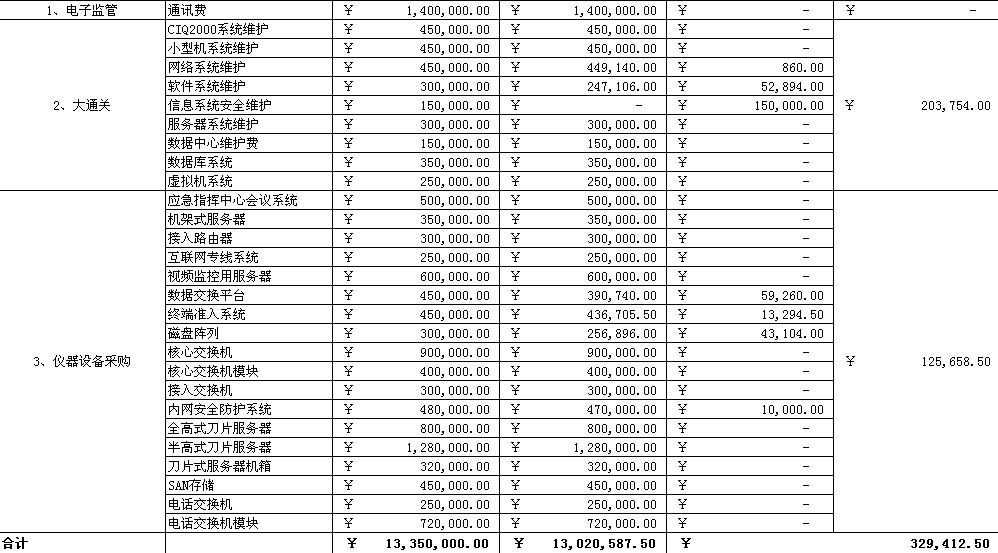 1、电子监管 通讯费 ¥ 1,400,000.00 ¥ 1,400,000.00 ¥ - ¥ -
CIQ2000系统维护 ¥ 450,000.00 ¥ 450,000.00 ¥ -
小型机系统维护 ¥ 450,000.00 ¥ 450,000.00 ¥ -
网络系统维护 ¥ 450,000.00 ¥ 449,140.00 ¥ 860.00
软件系统维护 ¥ 300,000.00 ¥ 247,106.00 ¥ 52,894.00
2、大通关 信息系统安全维护 ¥ 150,000.00 ¥ - ¥ 150,000.00 ¥ 203,754.00
服务器系统维护 ¥ 300,000.00 ¥ 300,000.00 ¥ -
数据中心维护费 ¥ 150,000.00 ¥ 150,000.00 ¥ -
数据库系统 ¥ 350,000.00 ¥ 350,000.00 ¥ -
虚拟机系统 ¥ 250,000.00 ¥ 250,000.00 ¥ -
应急指挥中心会议系统 ¥ 500,000.00 ¥ 500,000.00 ¥ -
机架式服务器 ¥ 350,000.00 ¥ 350,000.00 ¥ -
接入路由器 ¥ 300,000.00 ¥ 300,000.00 ¥ -
互联网专线系统 ¥ 250,000.00 ¥ 250,000.00 ¥ -
视频监控用服务器 ¥ 600,000.00 ¥ 600,000.00 ¥ -
数据交换平台 ¥ 450,000.00 ¥ 390,740.00 ¥ 59,260.00
终端准入系统 ¥ 450,000.00 ¥ 436,705.50 ¥ 13,294.50
磁盘阵列 ¥ 300,000.00 ¥ 256,896.00 ¥ 43,104.00
3、仪器设备采购 核心交换机 ¥ 900,000.00 ¥ 900,000.00 ¥ - ¥ 125,658.50
核心交换机模块 ¥ 400,000.00 ¥ 400,000.00 ¥ -
接入交换机 ¥ 300,000.00 ¥ 300,000.00 ¥ -
内网安全防护系统 ¥ 480,000.00 ¥ 470,000.00 ¥ 10,000.00
全高式刀片服务器 ¥ 800,000.00 ¥ 800,000.00 ¥ -
半高式刀片服务器 ¥ 1,280,000.00 ¥ 1,280,000.00 ¥ -
刀片式服务器机箱 ¥ 320,000.00 ¥ 320,000.00 ¥ -
SAN存储 ¥ 450,000.00 ¥ 450,000.00 ¥ -
电话交换机 ¥ 250,000.00 ¥ 250,000.00 ¥ -
电话交换机模块 ¥ 720,000.00 ¥ 720,000.00 ¥ -
合计 ¥ 13,350,000.00 ¥ 13,020,587.50 ¥ 329,412.50